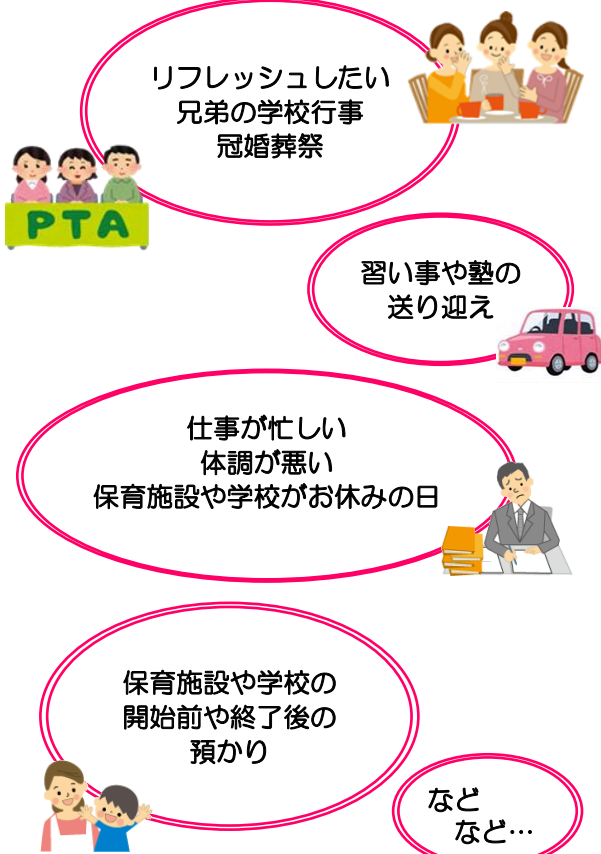 リフレッシュしたい
兄弟の学校行事
冠婚葬祭
PTA
習い事や塾の
送り迎え
仕事が忙しい
体調が悪い
保育施設や学校がお休みの日
保育施設や学校の
開始前や終了後の
預かり
など
など…